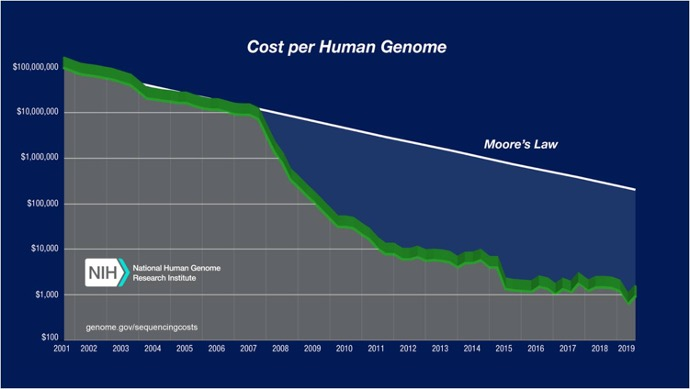 Cost per Human Genome
$100,000,000
$10,000,000
$1,000,000
$100,000
$10,000
$1,000
$100
Moore's Law
NIH
National Human Genome
Research Institute
genome.gov/sequencingcosts
2001 2002 2003 2004 2005 2006 2007 2008 2009 2010 2011 2012 2013 2014 2015 2016 2017 2018 2019